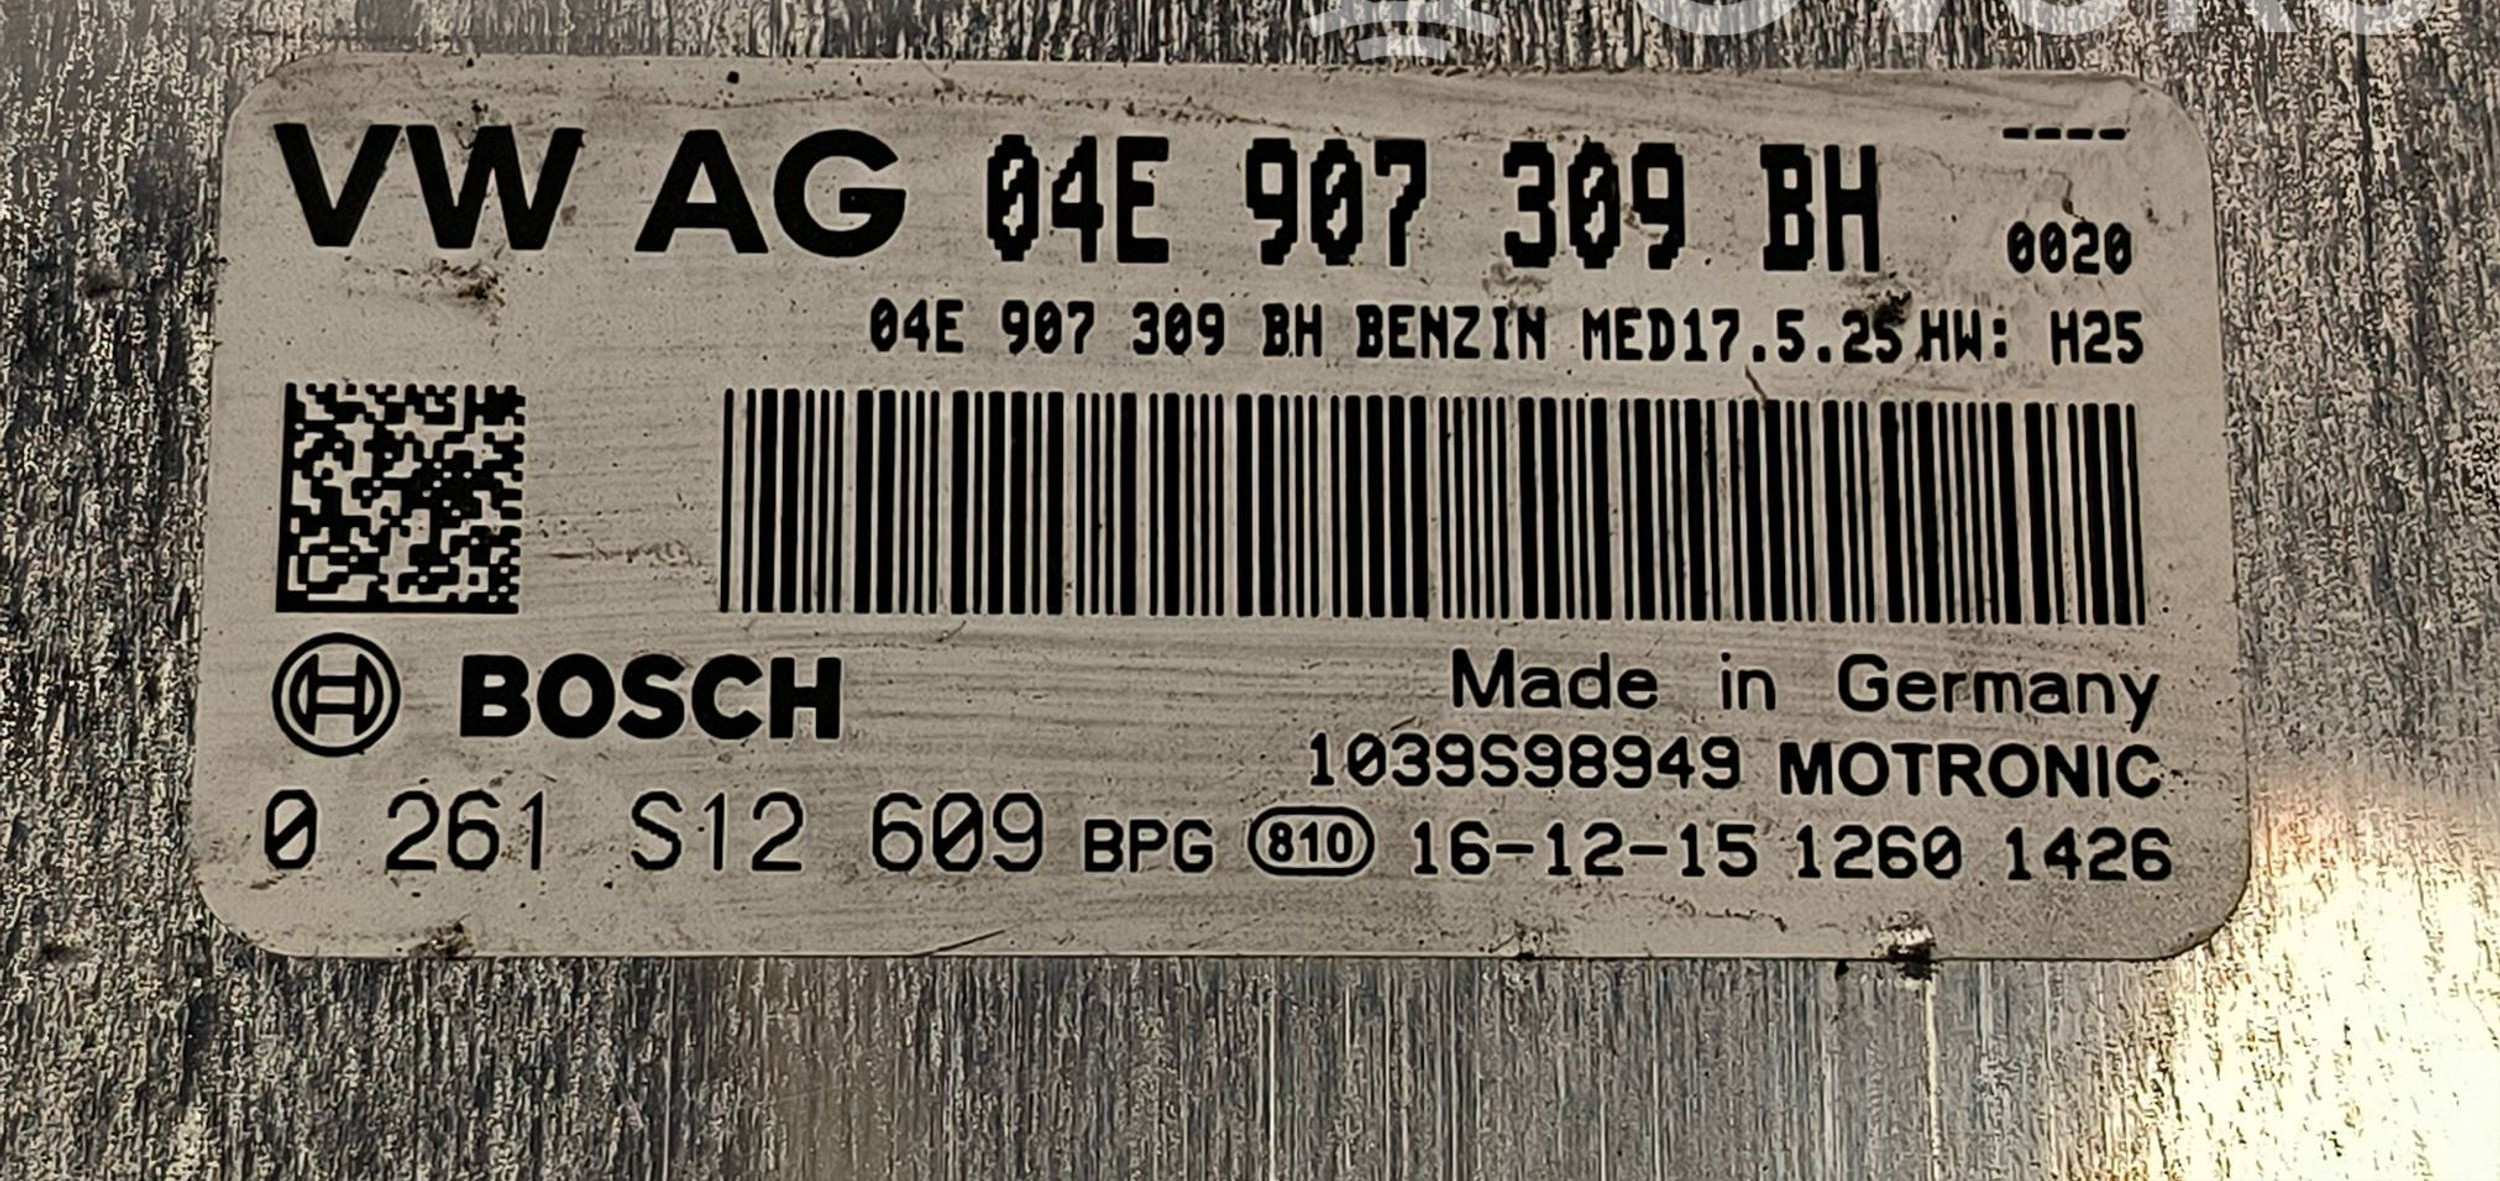 VW AG 04E 907 309 BH ----
0020
04E 907 309 BH BENZIN MED17.5.25 HW: H25
BOSCH
Made in Germany
1039S98949 MOTRONIC
0 261 S12 609 BPG 810 16-12-15 1260 1426